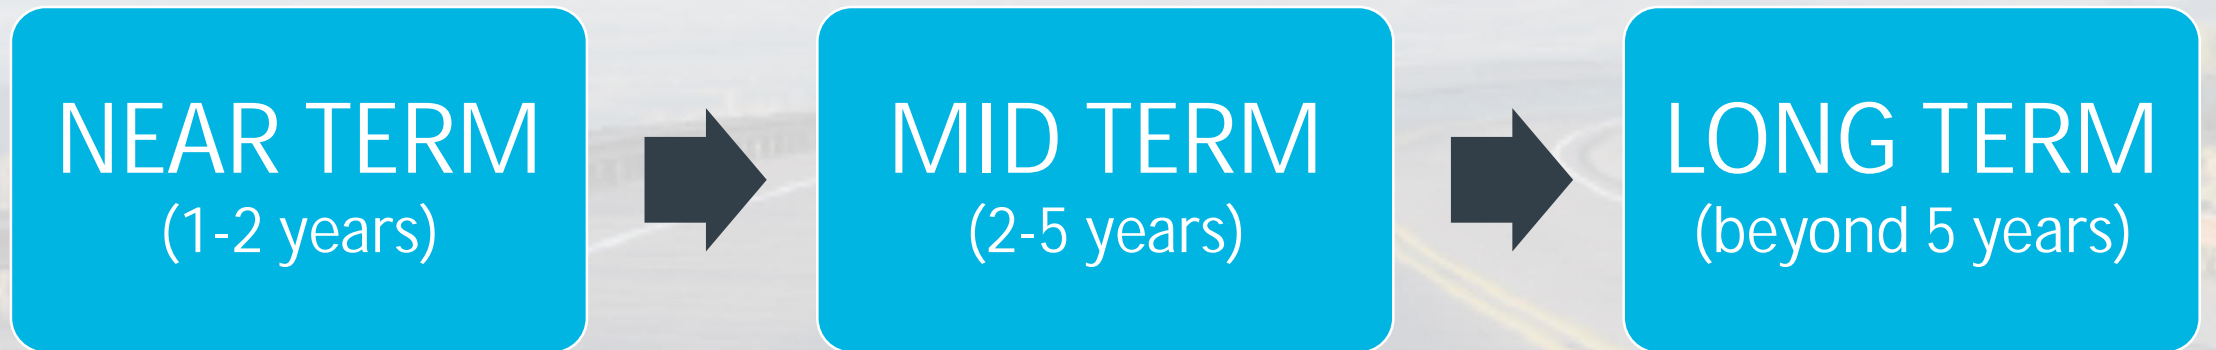 NEAR TERM
(1-2 years)
MID TERM
(2-5 years)
LONG TERM
(beyond 5 years)